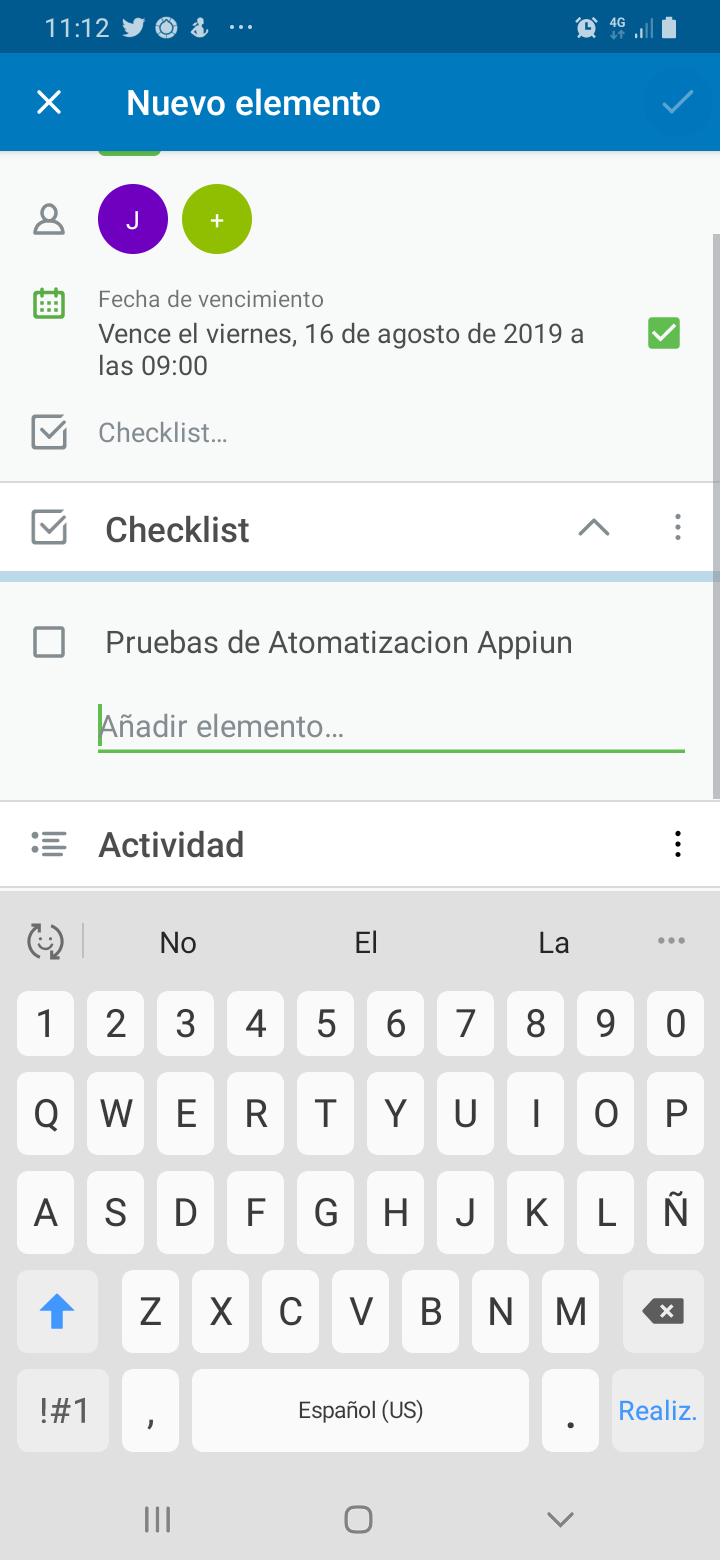 11:12
4G
Nuevo elemento
J
+
Fecha de vencimiento
Vence el viernes, 16 de agosto de 2019 a
las 09:00
Checklist...
Checklist
Pruebas de Atomatizacion Appiun
Añadir elemento...
Actividad
No El La
1 2 3 4 5 6 7 8 9 0
Q W E R T Y U I O P
A S D F G H J K L Ñ
Z X C V B N M
!#1 , Español (US) . Realiz.